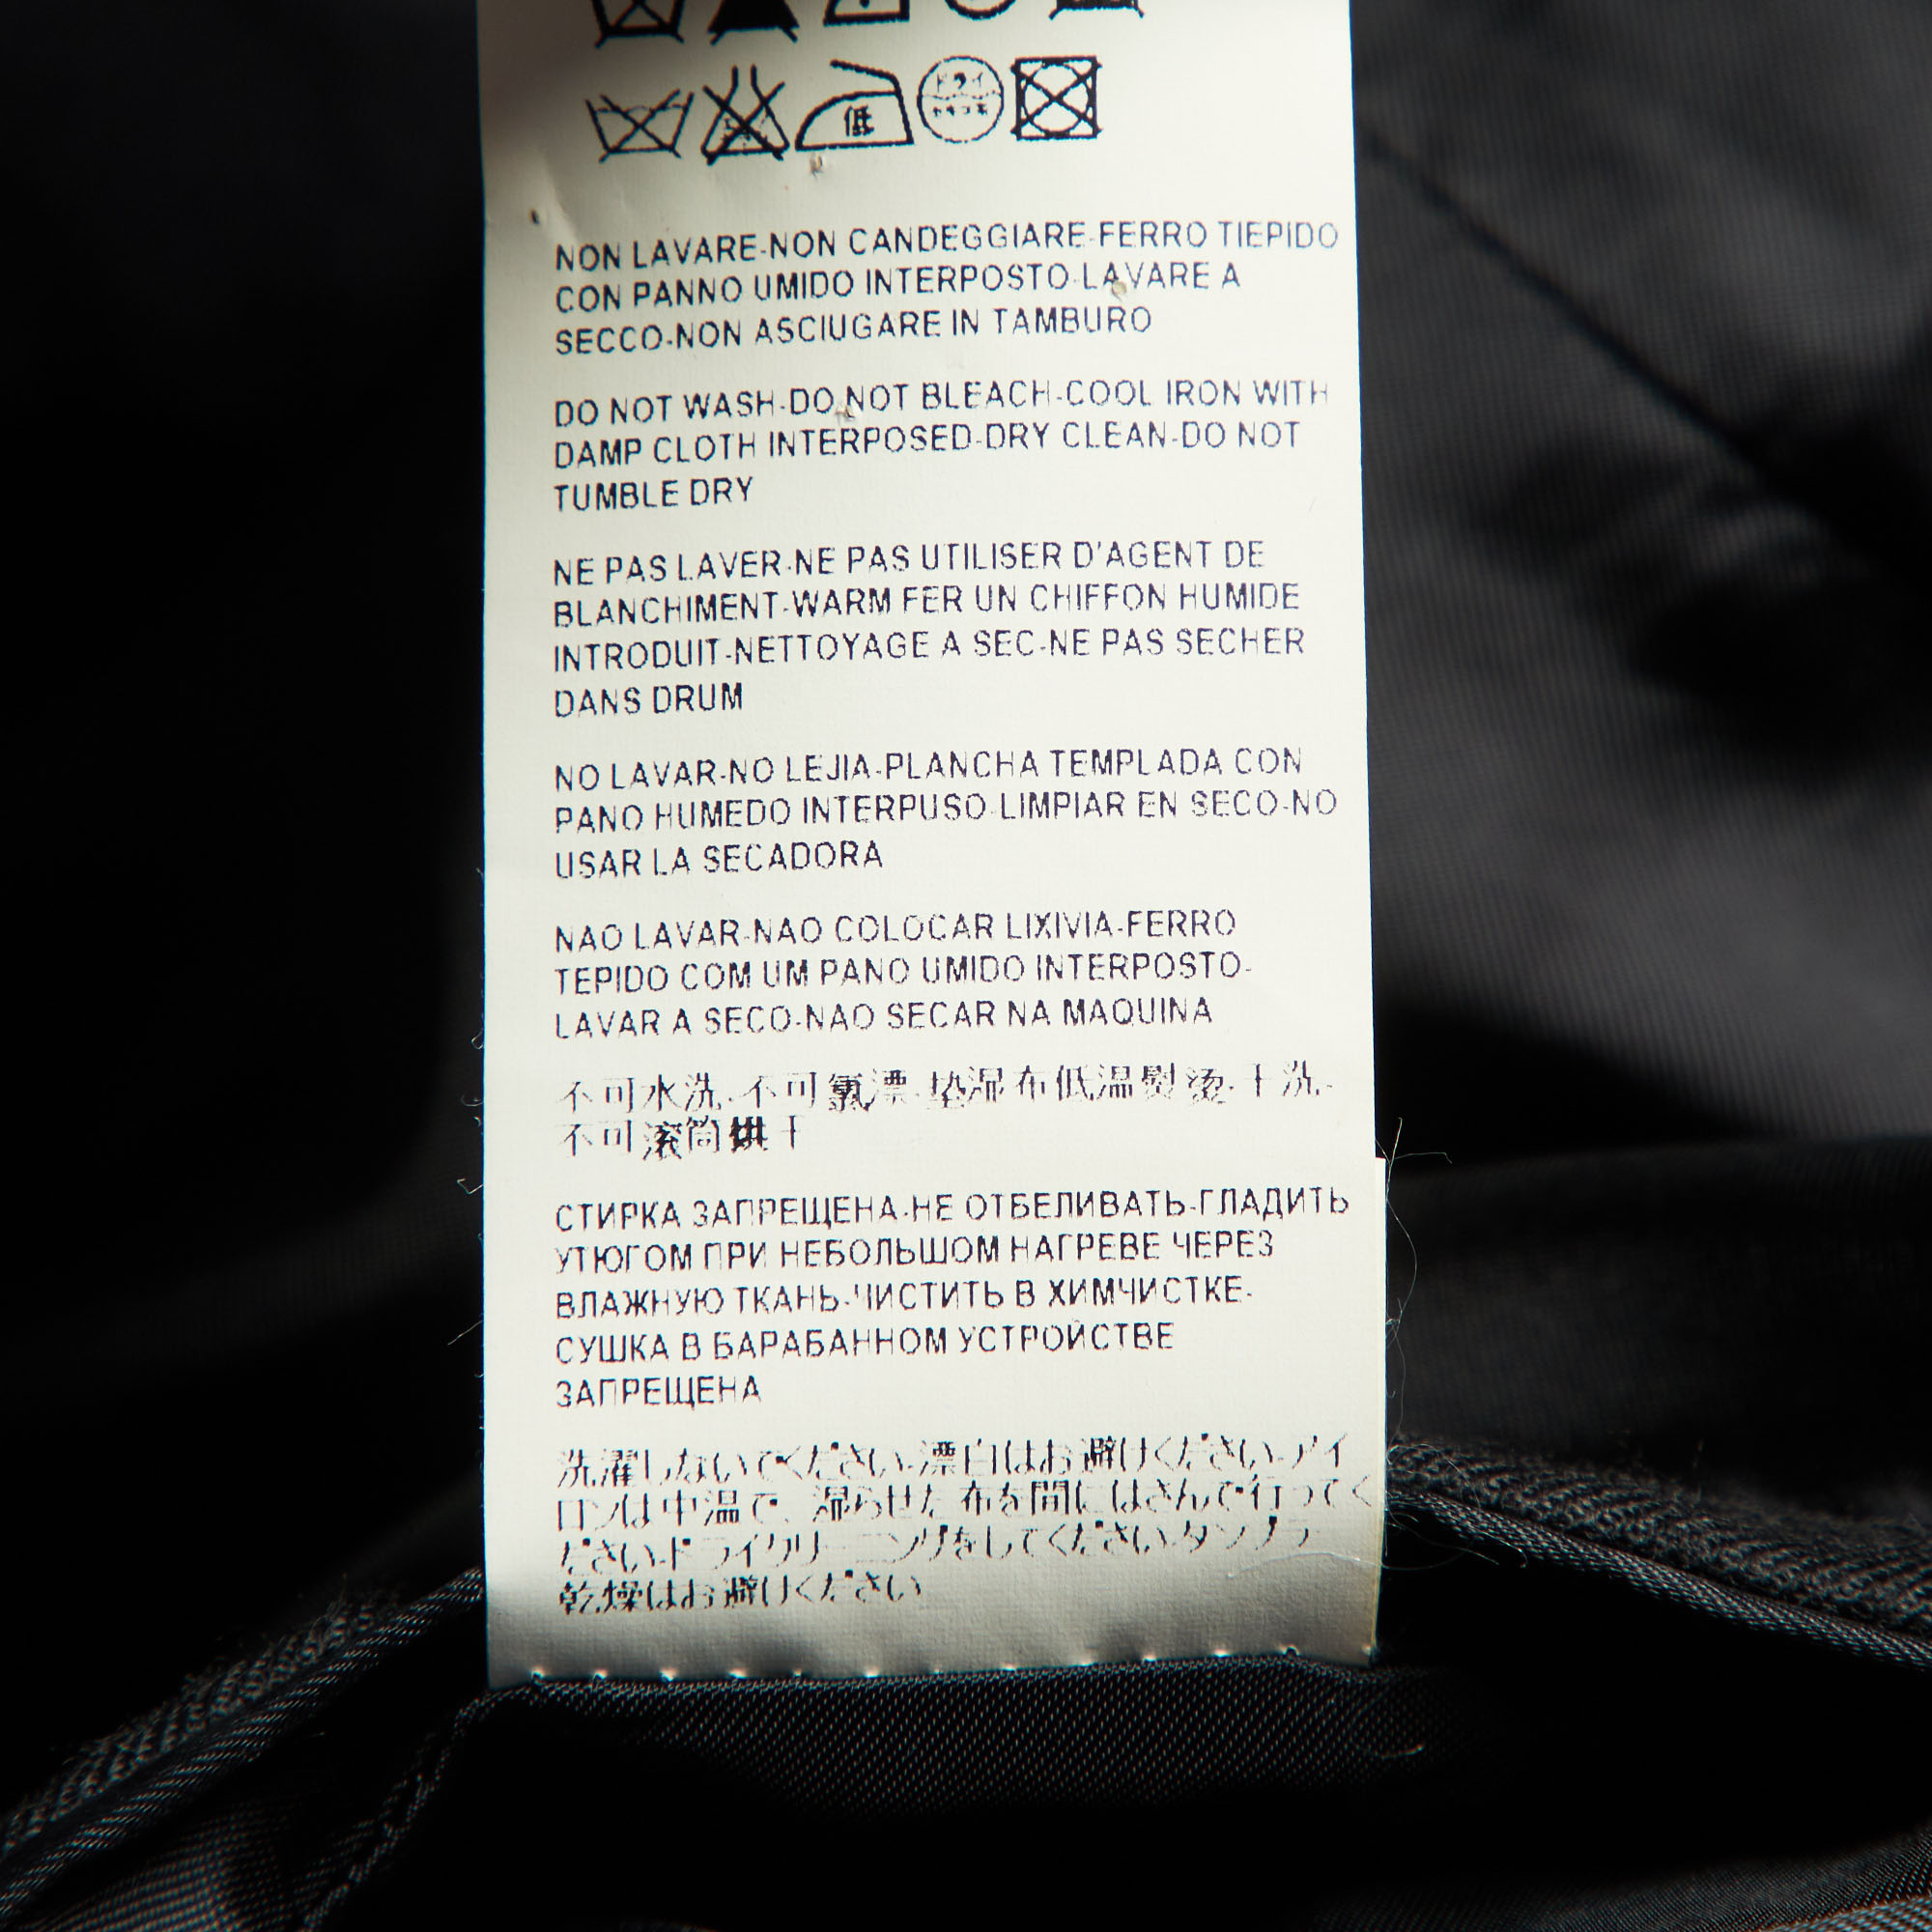 低
ドライ
セキユ系
NON LAVARE-NON CANDEGGIARE-FERRO TIEPIDO
CON PANNO UMIDO INTERPOSTO-LAVARE A
SECCO-NON ASCIUGARE IN TAMBURO
DO NOT WASH-DO NOT BLEACH-COOL IRON WITH
DAMP CLOTH INTERPOSED-DRY CLEAN-DO NOT
TUMBLE DRY
NE PAS LAVER-NE PAS UTILISER D'AGENT DE
BLANCHIMENT-WARM FER UN CHIFFON HUMIDE
INTRODUIT-NETTOYAGE A SEC-NE PAS SECHER
DANS DRUM
NO LAVAR-NO LEJIA-PLANCHA TEMPLADA CON
PANO HUMEDO INTERPUSO-LIMPIAR EN SECO-NO
USAR LA SECADORA
NAO LAVAR-NAO COLOCAR LIXIVIA-FERRO
TEPIDO COM UM PANO UMIDO INTERPOSTO-
LAVAR A SECO-NAO SECAR NA MAQUINA
不可水洗-不可氯漂-垫湿布低温熨烫-干洗-
不可滚筒烘干
СТИРКА ЗАПРЕЩЕНА-НЕ ОТБЕЛИВАТЬ-ГЛАДИТЬ
УТЮГОМ ПРИ НЕБОЛЬШОМ НАГРЕВЕ ЧЕРЕЗ
ВЛАЖНУЮ ТКАНЬ-ЧИСТИТЬ В ХИМЧИСТКЕ-
СУШКА В БАРАБАННОМ УСТРОЙСТВЕ
ЗАПРЕЩЕНА
洗濯しないでください-漂白はお避けください-アイ
ロンは中温で、湿らせた布を間にはさんで行ってく
ださい-ドライクリーニングをしてください-タンブラ
乾燥はお避けください